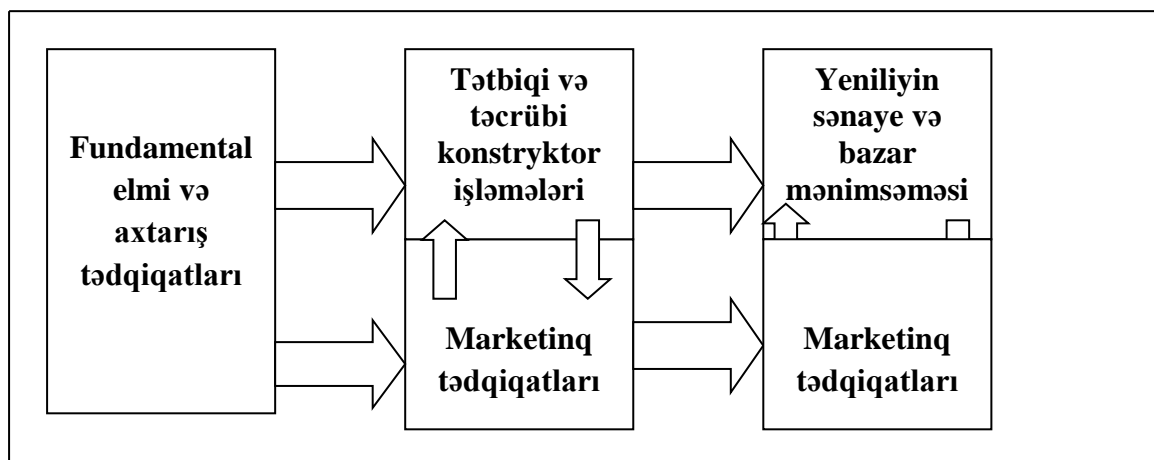 Fundamental
elmi və
axtarış
tədqiqatları
Tətbiqi və
təcrübi
konstryktor
işləmələri
Marketinq
tədqiqatları
Yeniliyin
sənaye və
bazar
mənimsəməsi
Marketinq
tədqiqatları